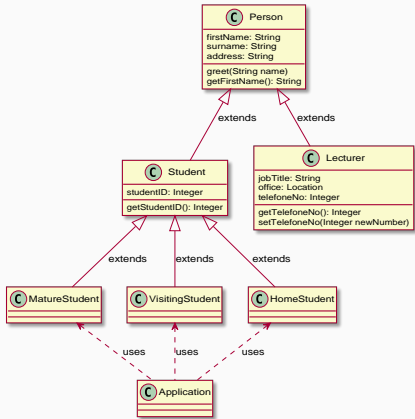 C Person
firstName: String
surname: String
address: String
greet(String name)
getFirstName(): String
extends
extends
C Student
studentID: Integer
getStudentID(): Integer
C Lecturer
jobTitle: String
office: Location
telefoneNo: Integer
getTelefoneNo(): Integer
setTelefoneNo(Integer newNumber)
extends
extends
extends
C MatureStudent
C VisitingStudent
C HomeStudent
uses
uses
uses
C Application